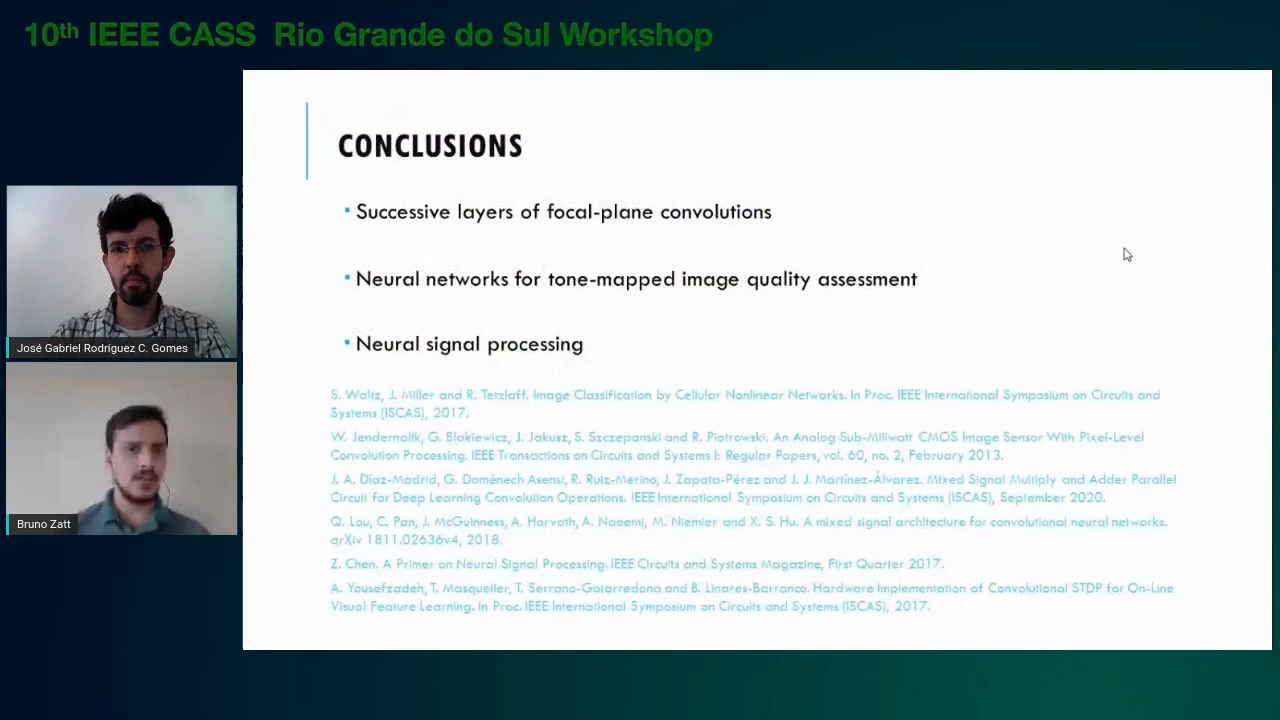 10th IEEE CASS Rio Grande do Sul Workshop
CONCLUSIONS
Successive layers of focal-plane convolutions
Neural networks for tone-mapped image quality assessment
Neural signal processing
S. Waltz, J. Miller and R. Tetzlaff. Image Classification by Cellular Nonlinear Networks. In Proc. IEEE International Symposium on Circuits and
Systems (ISCAS), 2017.
W. Jendernalik, G. Blakiewicz, J. Jakusz, S. Szczepanski and R. Piotrowski. An Analog Sub-Miliwatt CMOS Image Sensor With Pixel-Level
Convolution Processing. IEEE Transactions on Circuits and Systems I: Regular Papers, vol. 60, no. 2, February 2013.
J. A. Díaz-Madrid, G. Doménech Asensi, R. Ruiz-Merino, J. Zapata-Pérez and J. J. Martínez-Álvarez. Mixed Signal Multiply and Adder Parallel
Circuit for Deep Learning Convolution Operations. IEEE International Symposium on Circuits and Systems (ISCAS), September 2020.
Q. Lou, C. Pan, J. McGuinness, A. Horvath, A. Naeemi, M. Niemier and X. S. Hu. A mixed signal architecture for convolutional neural networks.
arXiv 1811.02636v4, 2018.
Z. Chen. A Primer on Neural Signal Processing. IEEE Circuits and Systems Magazine, First Quarter 2017.
A. Yousefzadeh, T. Masquelier, T. Serrano-Gotarredona and B. Linares-Barranco. Hardware Implementation of Convolutional STDP for On-Line
Visual Feature Learning. In Proc. IEEE International Symposium on Circuits and Systems (ISCAS), 2017.
José Gabriel Rodríguez C. Gomes
Bruno Zatt